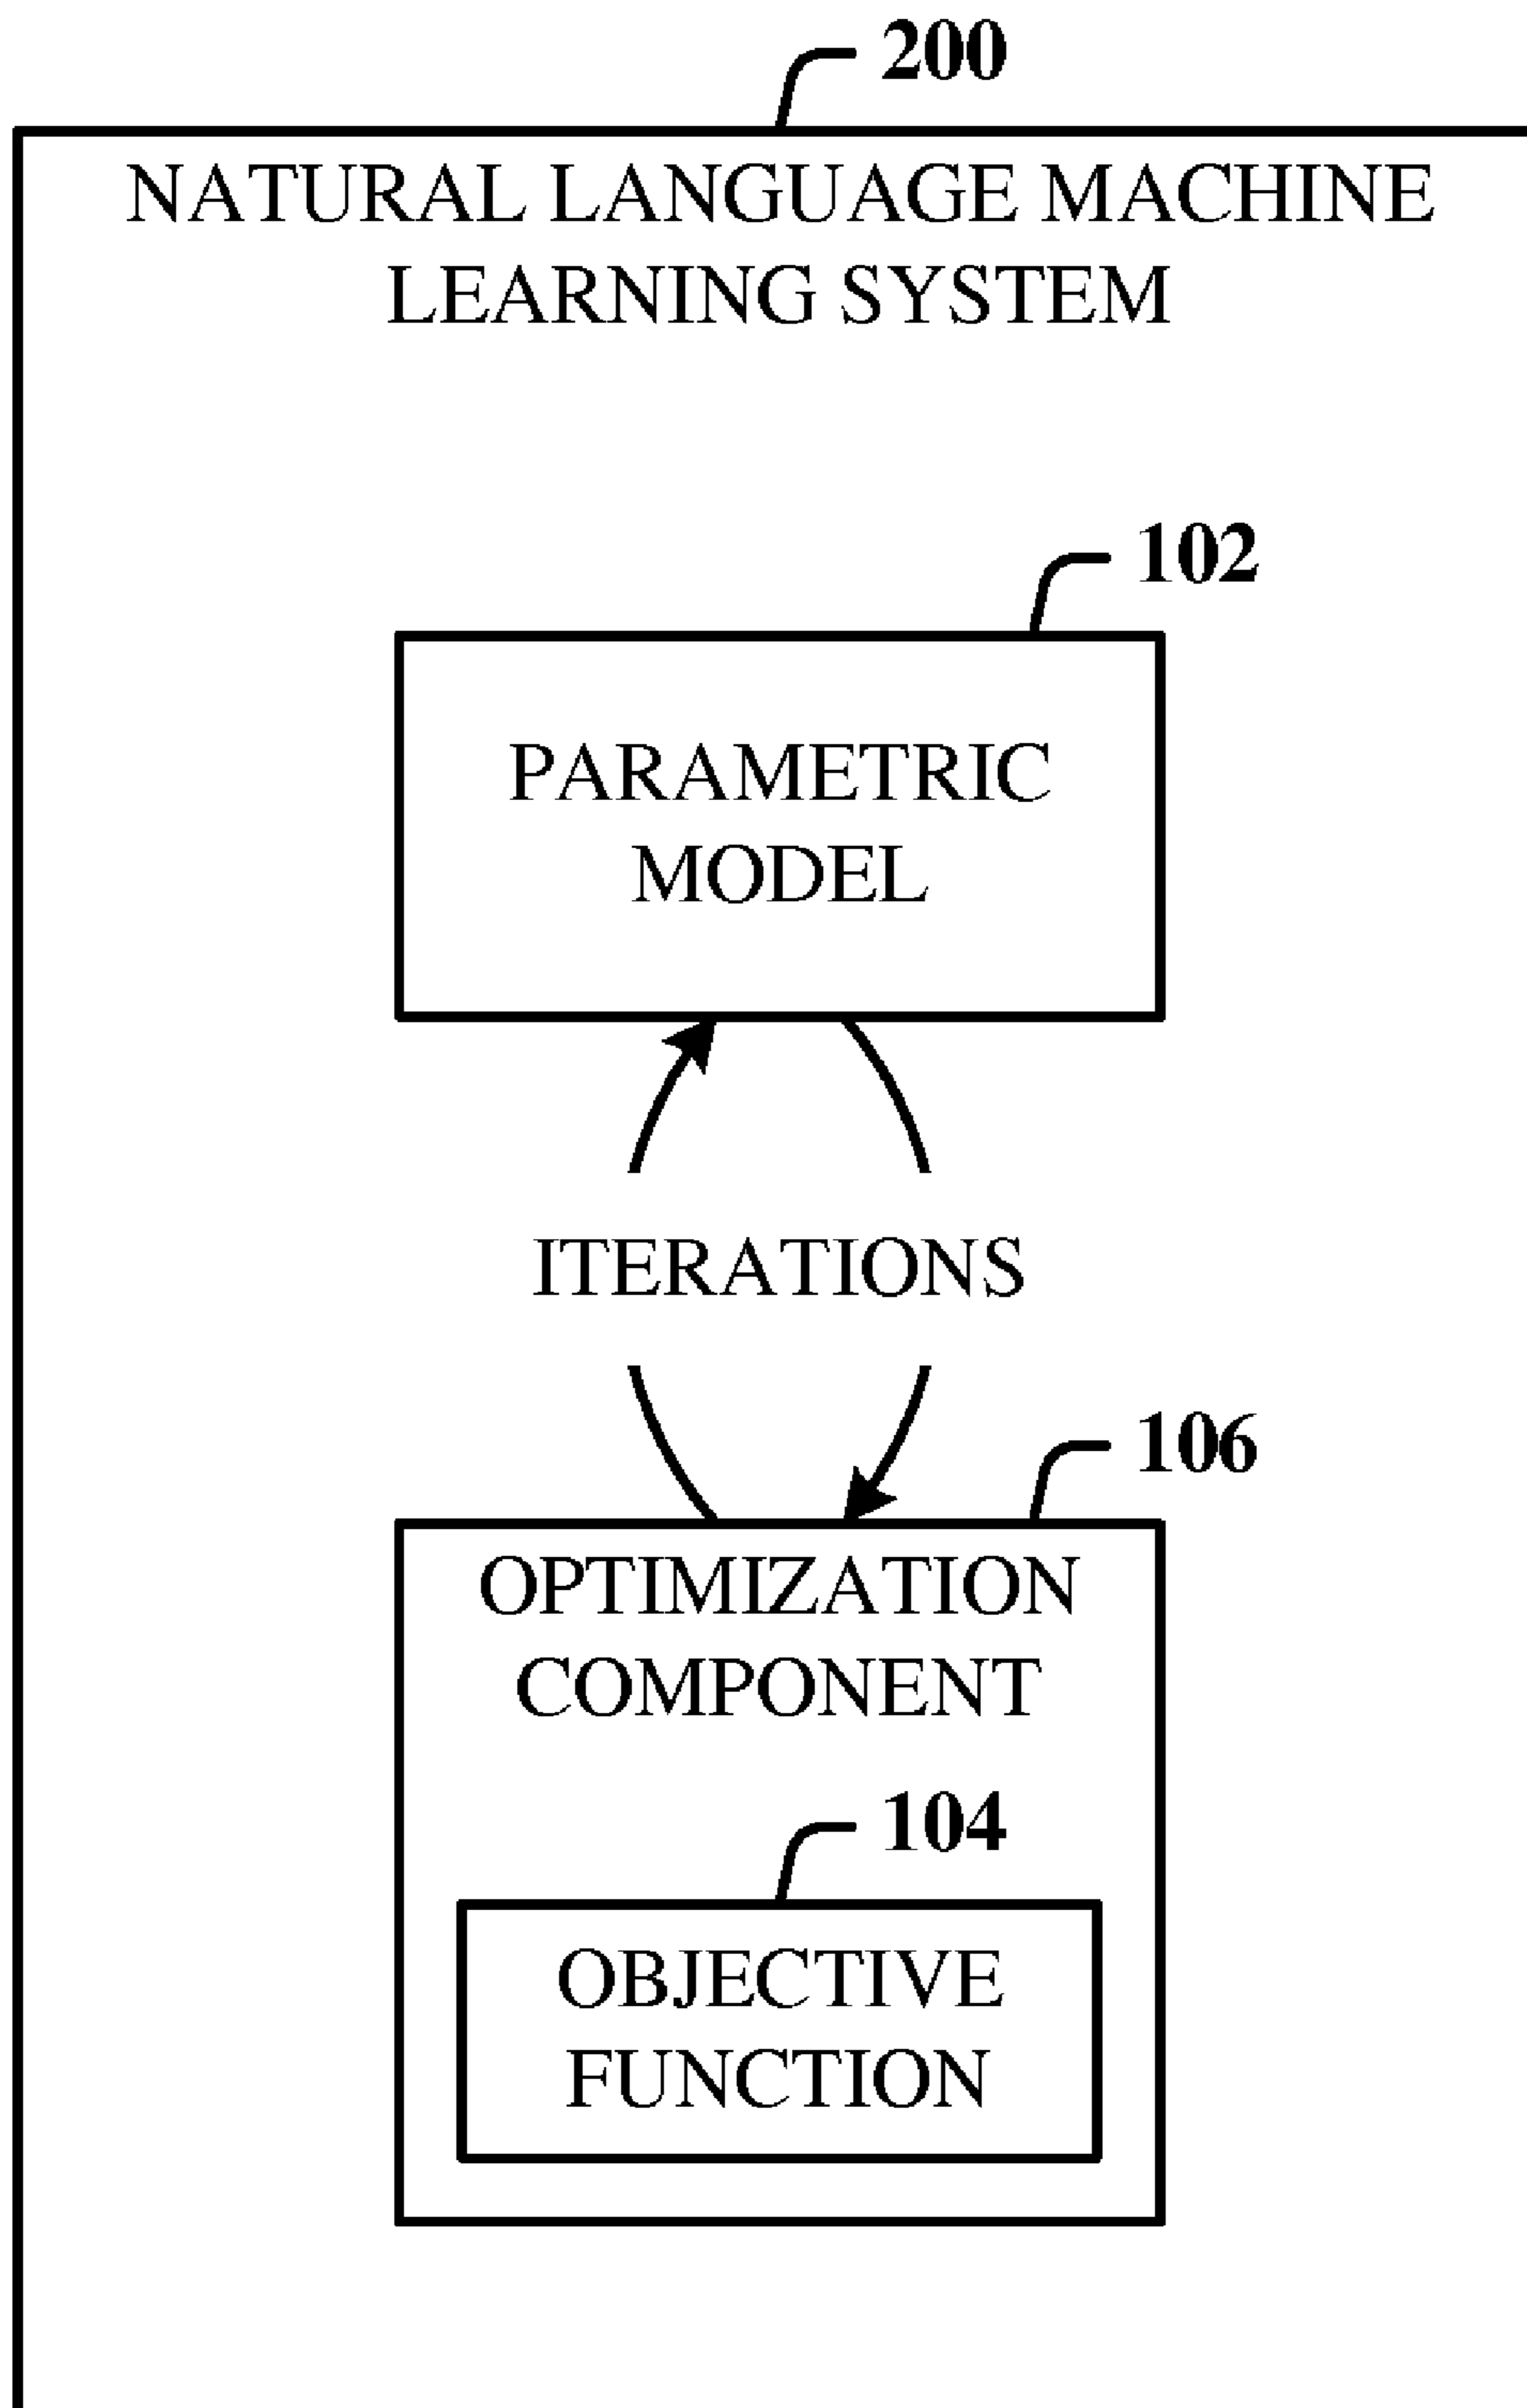 200
NATURAL LANGUAGE MACHINE
LEARNING SYSTEM
102
PARAMETRIC
MODEL
ITERATIONS
106
OPTIMIZATION
COMPONENT
104
OBJECTIVE
FUNCTION